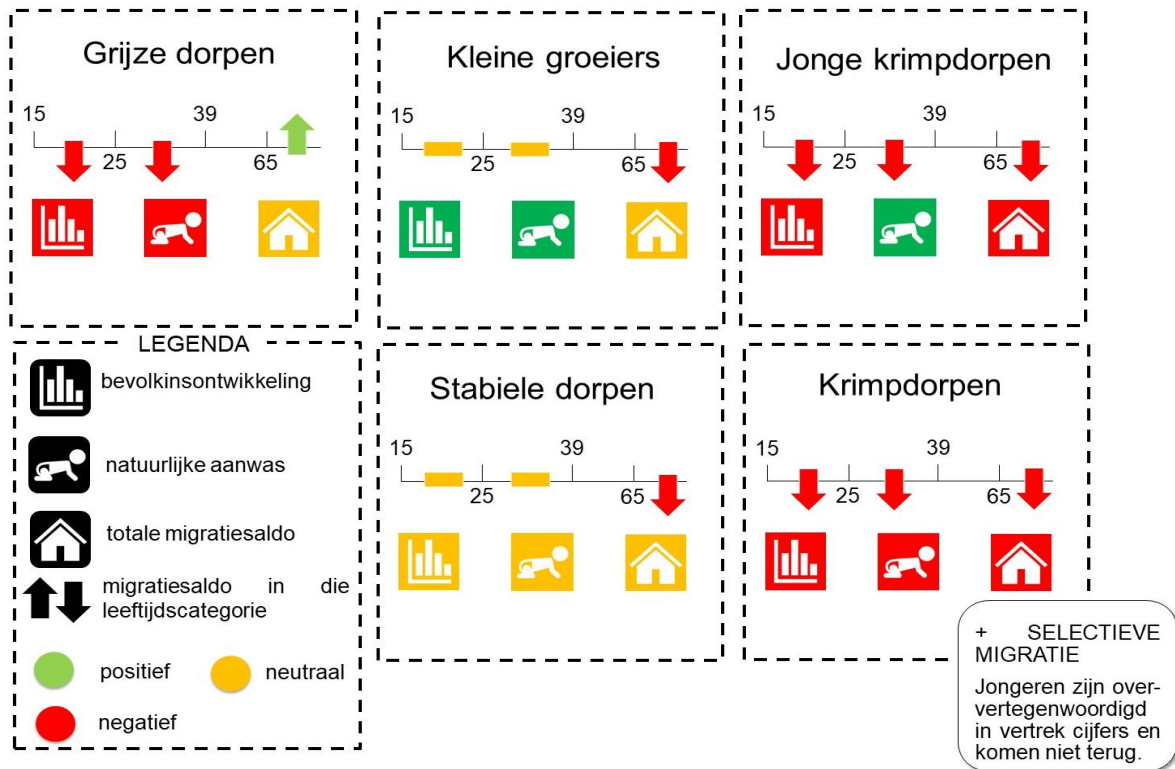 Grijze dorpen
15
39
25
65
Kleine groeiers
15
39
25
65
Jonge krimpdorpen
15
39
25
65
LEGENDA
bevolkinsontwikkeling
natuurlijke aanwas
totale migratiesaldo
migratiesaldo in die
leeftijdscategorie
positief
neutraal
negatief
Stabiele dorpen
15
39
25
65
Krimpdorpen
15
39
25
65
+ SELECTIEVE
MIGRATIE
Jongeren zijn over-
vertegenwoordigd
in vertrek cijfers en
komen niet terug.